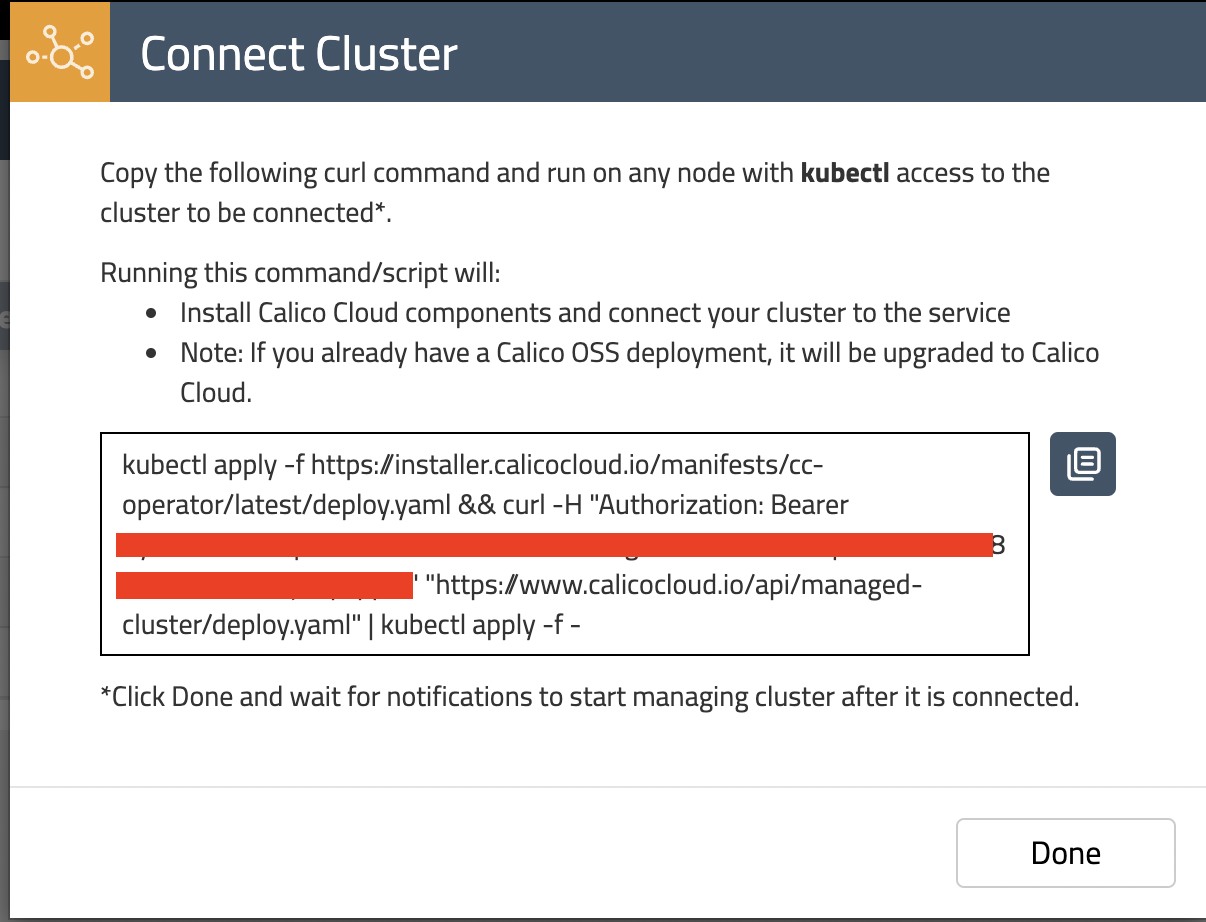 Connect Cluster
Copy the following curl command and run on any node with kubectl access to the
cluster to be connected*.
Running this command/script will:
Install Calico Cloud components and connect your cluster to the service
Note: If you already have a Calico OSS deployment, it will be upgraded to Calico
Cloud.
kubectl apply -f https://installer.calicocloud.io/manifests/cc-
operator/latest/deploy.yaml && curl -H "Authorization: Bearer
8
" "https://www.calicocloud.io/api/managed-
cluster/deploy.yaml" | kubectl apply -f -
*Click Done and wait for notifications to start managing cluster after it is connected.
Done